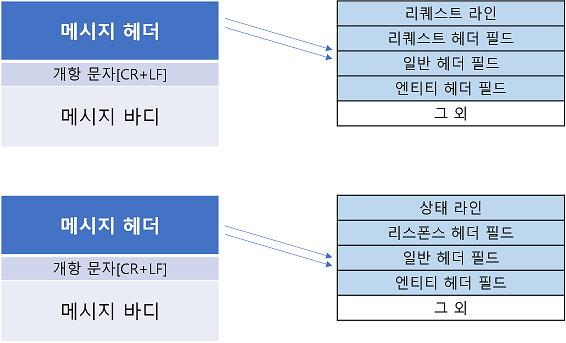 메시지 헤더
개항 문자[CR+LF]
메시지 바디
리퀘스트 라인
리퀘스트 헤더 필드
일반 헤더 필드
엔티티 헤더 필드
그 외
메시지 헤더
개항 문자[CR+LF]
메시지 바디
상태 라인
리스폰스 헤더 필드
일반 헤더 필드
엔티티 헤더 필드
그 외